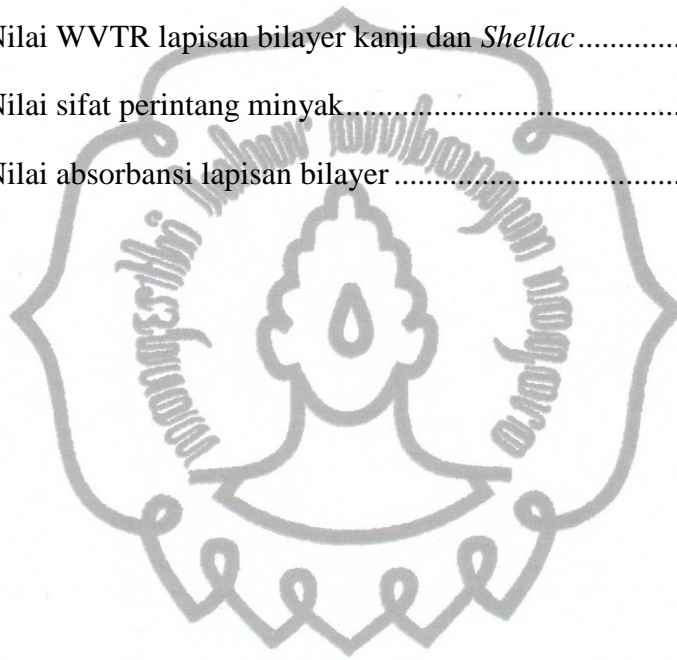 Nilai WVTR lapisan bilayer kanji dan Shellac.............
Nilai sifat perintang minyak....................................
Nilai absorbansi lapisan bilayer ...............................